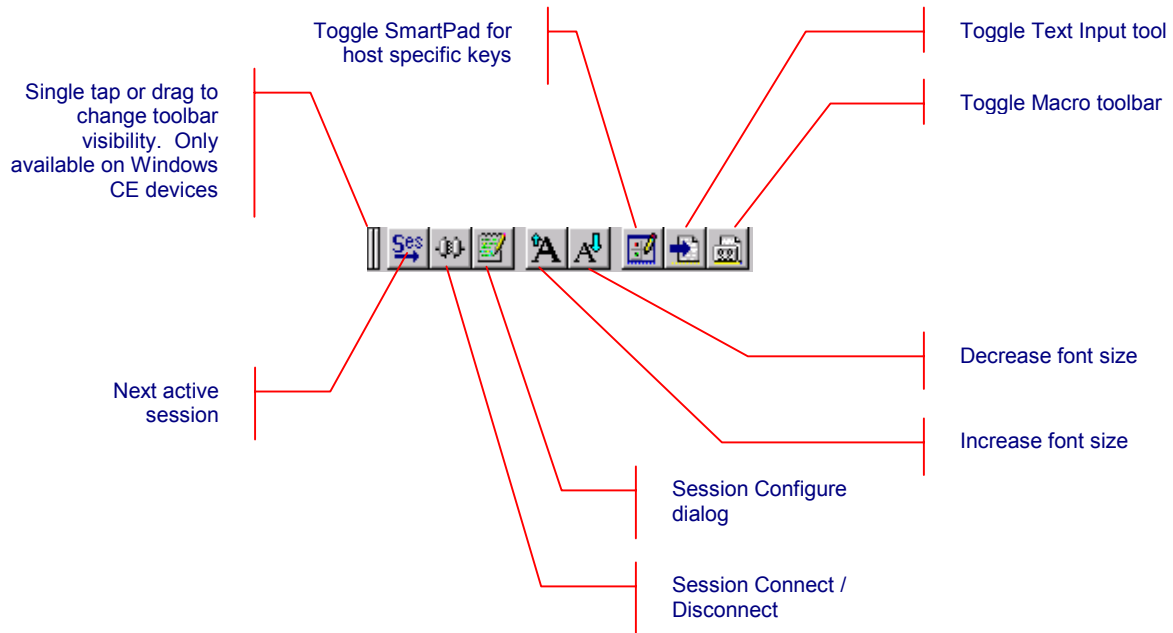 Toggle SmartPad for
host specific keys
Toggle Text Input tool
Single tap or drag to
change toolbar
visibility.  Only
available on Windows
CE devices
Toggle Macro toolbar
Ses
A
A
Next active
session
Decrease font size
Increase font size
Session Configure
dialog
Session Connect /
Disconnect